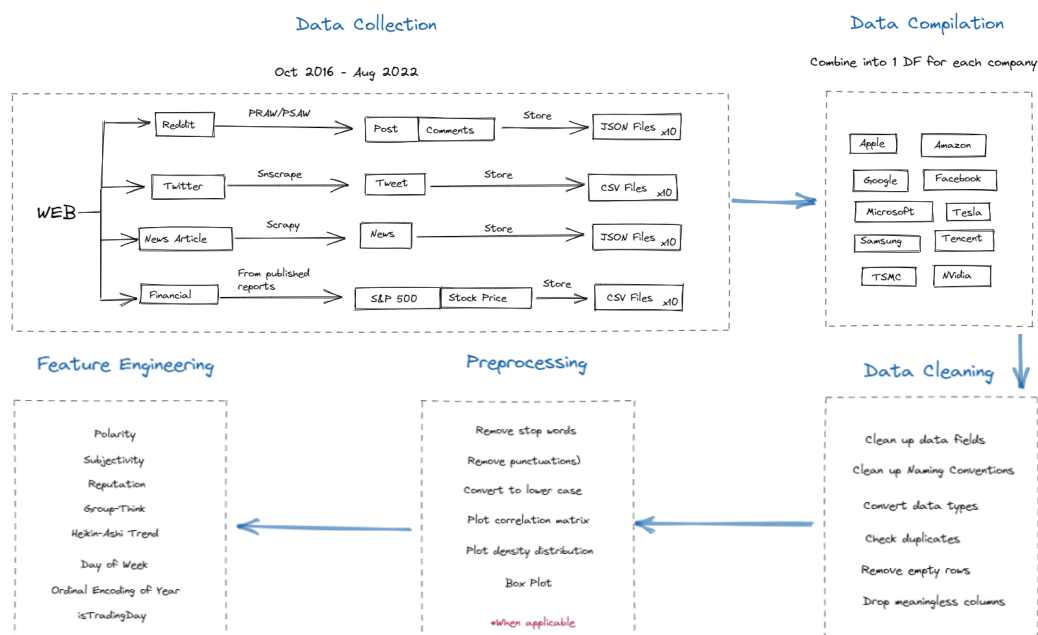 Data Collection
Oct 2016 - Aug 2022
WEB
Reddit
PRAW/PSAW
Post
Comments
Store
JSON Files x10
Twitter
Snscrape
Tweet
Store
CSV Files x10
News Article
Scrapy
News
Store
JSON Files x10
Financial
From published
reports
S&P 500
Stock Price
Store
CSV Files x10
Data Compilation
Combine into 1 DF for each company
Apple
Amazon
Google
Facebook
Microsoft
Tesla
Samsung
Tencent
TSMC
NVidia
Data Cleaning
Clean up data fields
Clean up Naming Conventions
Convert data types
Check duplicates
Remove empty rows
Drop meaningless columns
Preprocessing
Remove stop words
Remove punctuations)
Convert to lower case
Plot correlation matrix
Plot density distribution
Box Plot
*When applicable
Feature Engineering
Polarity
Subjectivity
Reputation
Group-Think
Heikin-Ashi Trend
Day of Week
Ordinal Encoding of Year
isTradingDay